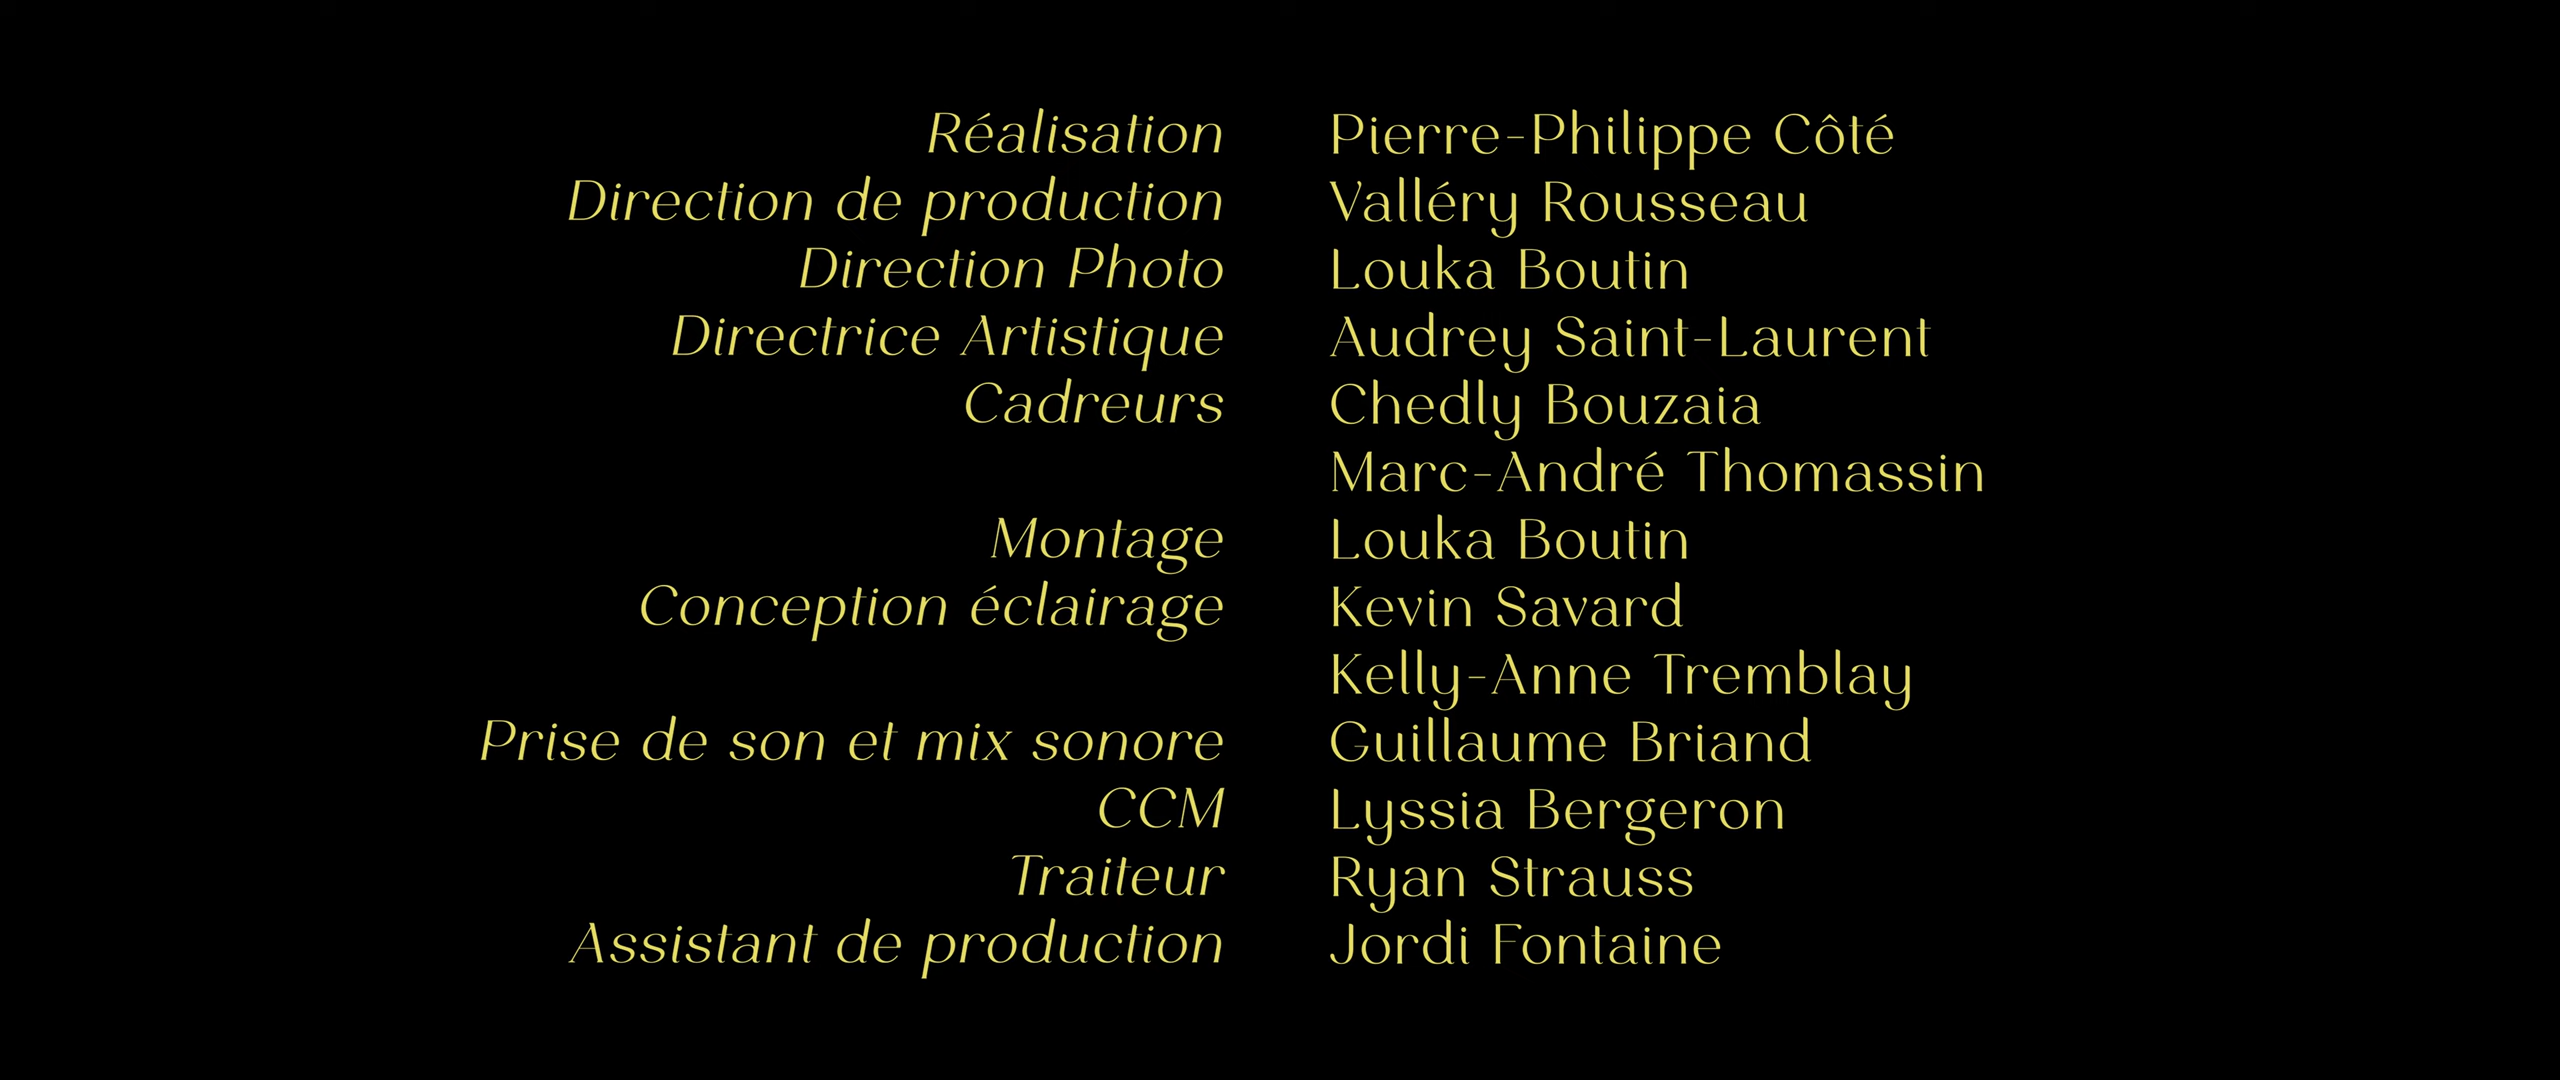 Réalisation Pierre-Philippe Côté
Direction de production Valléry Rousseau
Direction Photo Louka Boutin
Directrice Artistique Audrey Saint-Laurent
Cadreurs Chedly Bouzaia
Marc-André Thomassin
Montage Louka Boutin
Conception éclairage Kevin Savard
Kelly-Anne Tremblay
Prise de son et mix sonore Guillaume Briand
CCM Lyssia Bergeron
Traiteur Ryan Strauss
Assistant de production Jordi Fontaine